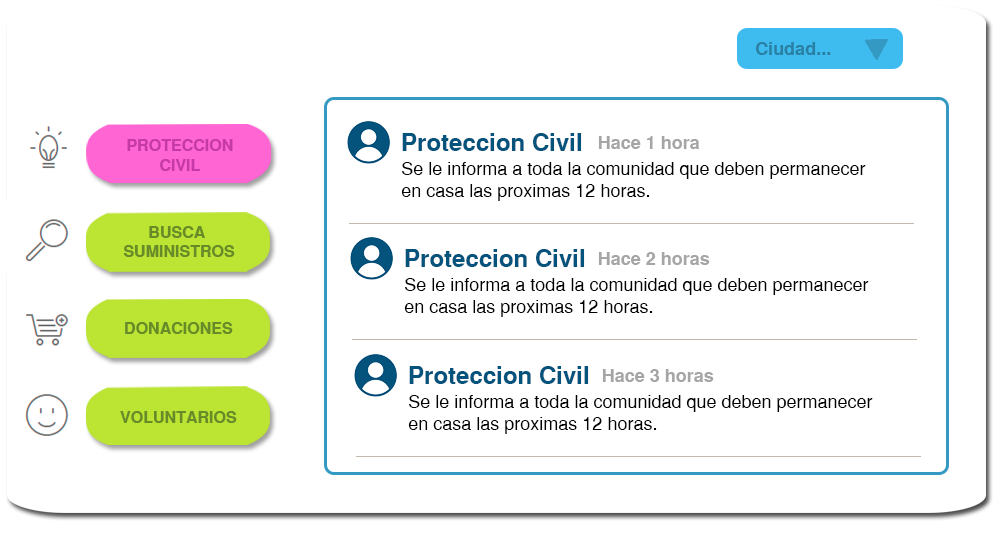 Ciudad...
PROTECCION
CIVIL
BUSCA
SUMINISTROS
DONACIONES
VOLUNTARIOS
Proteccion Civil Hace 1 hora
Se le informa a toda la comunidad que deben permanecer
en casa las proximas 12 horas.
Proteccion Civil Hace 2 horas
Se le informa a toda la comunidad que deben permanecer
en casa las proximas 12 horas.
Proteccion Civil Hace 3 horas
Se le informa a toda la comunidad que deben permanecer
en casa las proximas 12 horas.